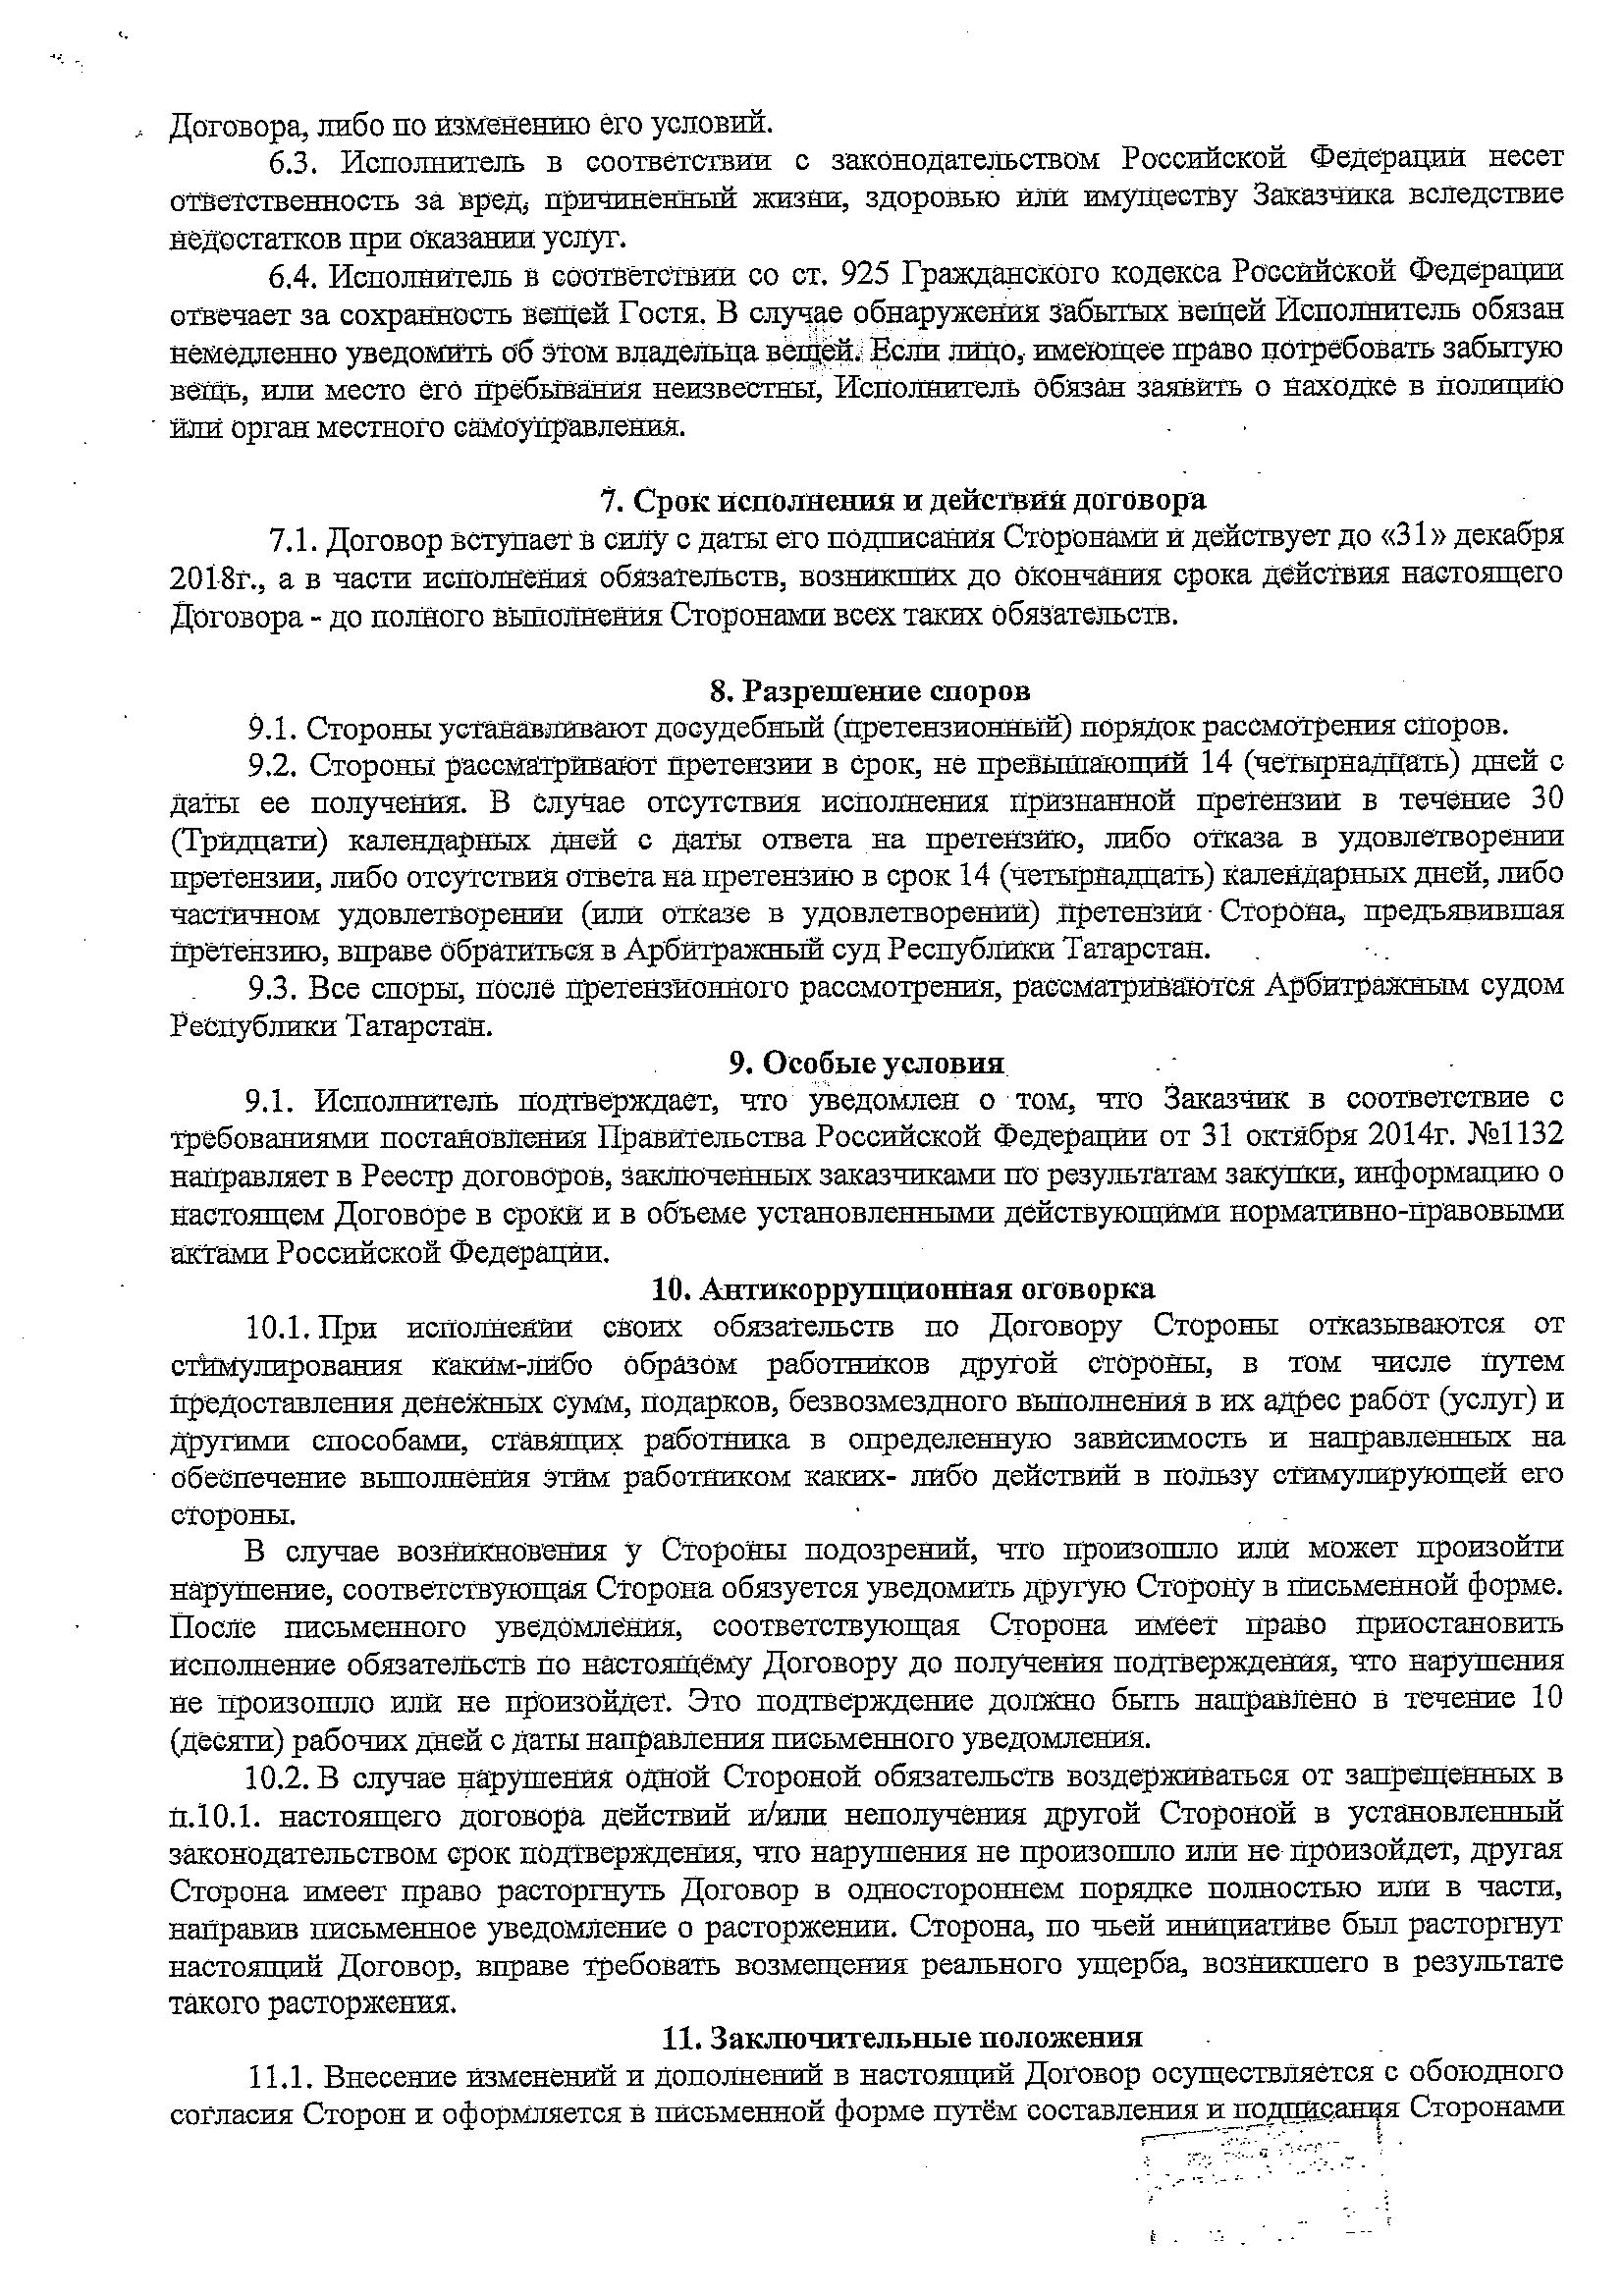 Договора, либо по изменению его условий.
6.3. Исполнитель в соответствии с законодательством Российской Федерации несет
ответственность за вред, причиненный жизни, здоровью или имуществу Заказчика вследствие
недостатков при оказании услуг.
6.4. Исполнитель в соответствии со ст. 925 Гражданского кодекса Российской Федерации
отвечает за сохранность вещей Гостя. В случае обнаружения забытых вещей Исполнитель обязан
немедленно уведомить об этом владельца вещей. Если лицо, имеющее право потребовать забытую
вещь, или место его пребывания неизвестны, Исполнитель обязан заявить о находке в полицию
или орган местного самоуправления.
7. Срок исполнения и действия договора
7.1. Договор вступает в силу с даты его подписания Сторонами и действует до «31» декабря
2018г., а в части исполнения обязательств, возникших до окончания срока действия настоящего
Договора - до полного выполнения Сторонами всех таких обязательств.
8. Разрешение споров
9.1. Стороны устанавливают досудебный (претензионный) порядок рассмотрения споров.
9.2. Стороны рассматривают претензии в срок, не превышающий 14 (четырнадцать) дней с
даты ее получения. В случае отсутствия исполнения признанной претензии в течение 30
(Тридцати) календарных дней с даты ответа на претензию, либо отказа в удовлетворении
претензии, либо отсутствия ответа на претензию в срок 14 (четырнадцать) календарных дней, либо
частичном удовлетворении (или отказе в удовлетворении) претензии Сторона, предъявившая
претензию, вправе обратиться в Арбитражный суд Республики Татарстан.
9.3. Все споры, после претензионного рассмотрения, рассматриваются Арбитражным судом
Республики Татарстан.
9. Особые условия
9.1. Исполнитель подтверждает, что уведомлен о том, что Заказчик в соответствие с
требованиями постановления Правительства Российской Федерации от 31 октября 2014г. №1132
направляет в Реестр договоров, заключенных заказчиками по результатам закупки, информацию о
настоящем Договоре в сроки и в объеме установленными действующими нормативно-правовыми
актами Российской Федерации.
10. Антикоррупционная оговорка
10.1. При исполнении своих обязательств по Договору Стороны отказываются от
стимулирования каким-либо образом работников другой стороны, в том числе путем
предоставления денежных сумм, подарков, безвозмездного выполнения в их адрес работ (услуг) и
другими способами, ставящих работника в определенную зависимость и направленных на
обеспечение выполнения этим работником каких- либо действий в пользу стимулирующей его
стороны.
В случае возникновения у Стороны подозрений, что произошло или может произойти
нарушение, соответствующая Сторона обязуется уведомить другую Сторону в письменной форме.
После письменного уведомления, соответствующая Сторона имеет право приостановить
исполнение обязательств по настоящему Договору до получения подтверждения, что нарушения
не произошло или не произойдет. Это подтверждение должно быть направлено в течение 10
(десяти) рабочих дней с даты направления письменного уведомления.
10.2. В случае нарушения одной Стороной обязательств воздерживаться от запрещенных в
п.10.1. настоящего договора действий и/или неполучения другой Стороной в установленный
законодательством срок подтверждения, что нарушения не произошло или не произойдет, другая
Сторона имеет право расторгнуть Договор в одностороннем порядке полностью или в части,
направив письменное уведомление о расторжении. Сторона, по чьей инициативе был расторгнут
настоящий Договор, вправе требовать возмещения реального ущерба, возникшего в результате
такого расторжения.
11. Заключительные положения
11.1. Внесение изменений и дополнений в настоящий Договор осуществляется с обоюдного
согласия Сторон и оформляется в письменной форме путём составления и подписания Сторонами